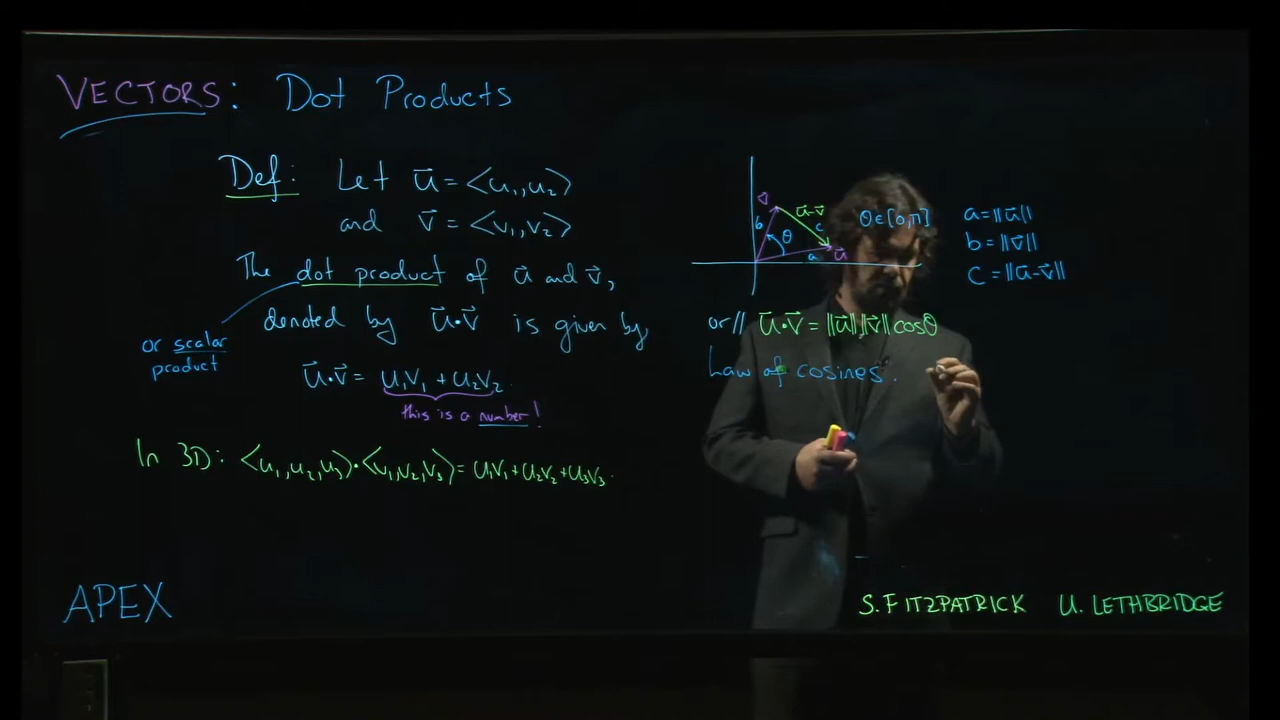 VECTORS: Dot Products
Def: Let u⃗ = <u₁,u₂>
and v⃗ = <v₁,v₂>
The dot product of u⃗ and v⃗,
denoted by u⃗·v⃗ is given by,
or scalar
product
u⃗·v⃗ = u₁v₁ + u₂v₂.
this is a number!
In 3D: <u₁,u₂,u₃>·<v₁,v₂,v₃> = u₁v₁ + u₂v₂ + u₃v₃.
v⃗
u⃗-v⃗
b
c
θ
a
u⃗
θ∈[0,π]
a = ||u⃗||
b = ||v⃗||
c = ||u⃗-v⃗||
or// u⃗·v⃗ = ||u⃗|| ||v⃗|| cosθ
Law of cosines.
APEX
S. FITZPATRICK U. LETHBRIDGE